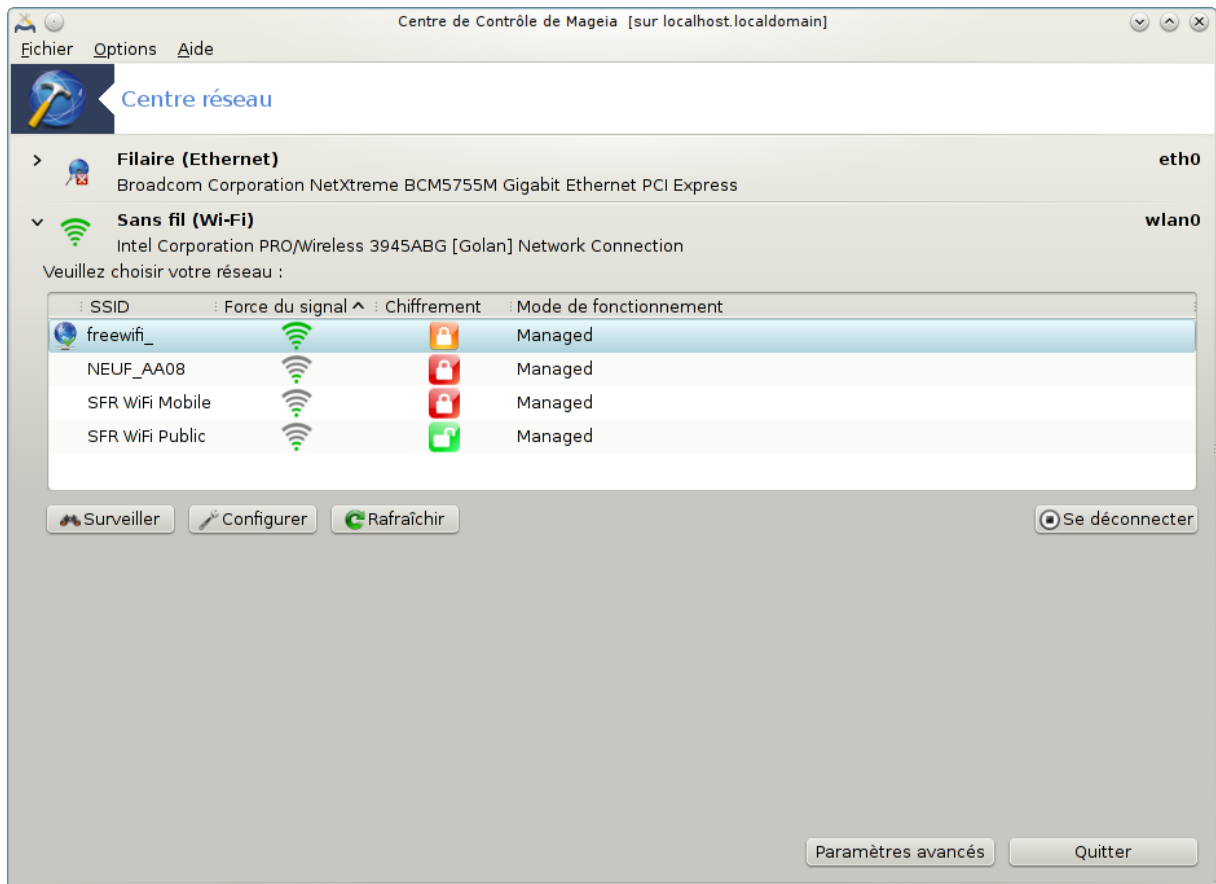 Centre de Contrôle de Mageia [sur localhost.localdomain]
Fichier Options Aide
Centre réseau
Filaire (Ethernet) eth0
Broadcom Corporation NetXtreme BCM5755M Gigabit Ethernet PCI Express
Sans fil (Wi-Fi) wlan0
Intel Corporation PRO/Wireless 3945ABG [Golan] Network Connection
Veuillez choisir votre réseau :
SSID Force du signal Chiffrement Mode de fonctionnement
freewifi_ Managed
NEUF_AA08 Managed
SFR WiFi Mobile Managed
SFR WiFi Public Managed
Surveiller Configurer Rafraîchir Se déconnecter
Paramètres avancés Quitter